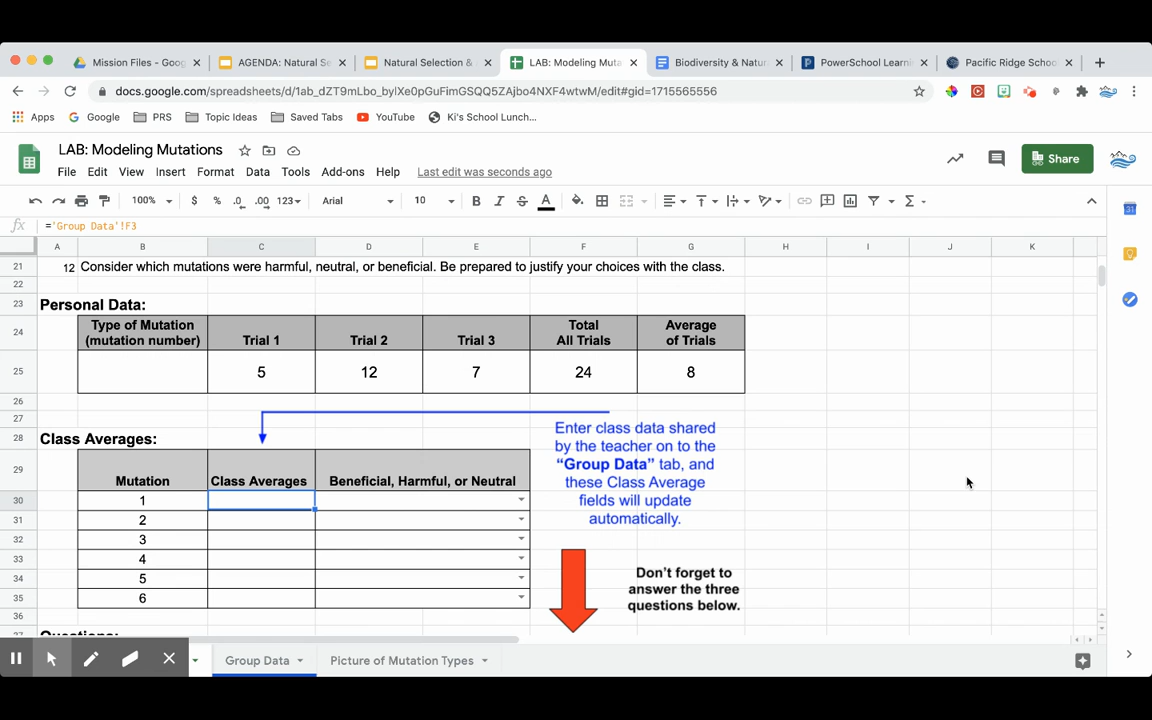 Mission Files - Goog
AGENDA: Natural Se
Natural Selection &
LAB: Modeling Muta
Biodiversity & Natur
PowerSchool Learni
Pacific Ridge Schoo
docs.google.com/spreadsheets/d/1ab_dZT9mLbo_bylXe0pGuFimGSQQ5ZAjbo4NXF4wtwM/edit#gid=1715565556
Apps
Google
PRS
Topic Ideas
Saved Tabs
YouTube
Ki's School Lunch...
LAB: Modeling Mutations
File Edit View Insert Format Data Tools Add-ons Help Last edit was seconds ago
Share
100% $ % .0 .00 123 Arial 10 B I S A
fx ='Group Data'!F3
A B C D E F G H I J K
21 12 Consider which mutations were harmful, neutral, or beneficial. Be prepared to justify your choices with the class.
22
23 Personal Data:
24 Type of Mutation (mutation number) Trial 1 Trial 2 Trial 3 Total All Trials Average of Trials
25 5 12 7 24 8
26
27
28 Class Averages:
Enter class data shared
by the teacher on to the
“Group Data” tab, and
these Class Average
fields will update
automatically.
29 Mutation Class Averages Beneficial, Harmful, or Neutral
30 1
31 2
32 3
33 4
34 5
35 6
Don't forget to
answer the three
questions below.
36
37 Questions:
Group Data
Picture of Mutation Types